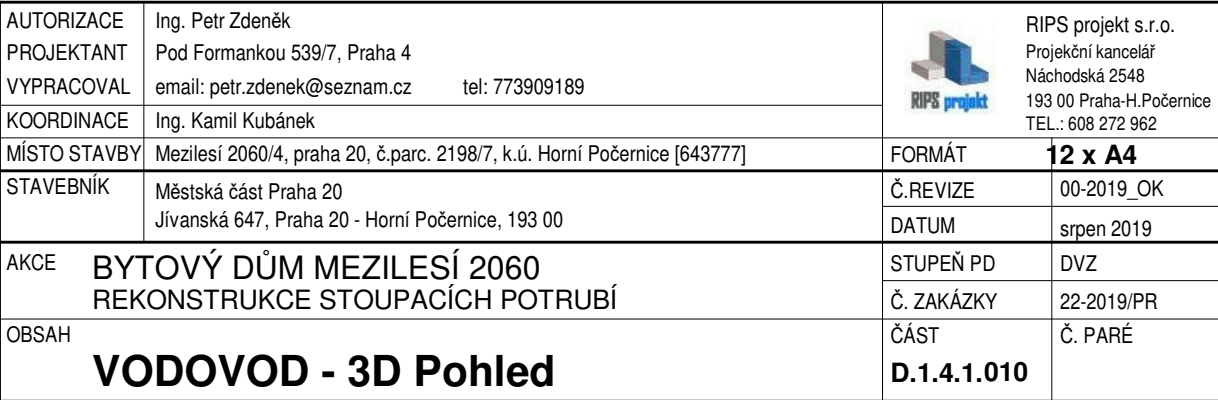 AUTORIZACE Ing. Petr Zdeněk
PROJEKTANT Pod Formankou 539/7, Praha 4
VYPRACOVAL email: petr.zdenek@seznam.cz tel: 773909189
KOORDINACE Ing. Kamil Kubánek
RIPS projekt
RIPS projekt s.r.o.
Projekční kancelář
Náchodská 2548
193 00 Praha-H.Počernice
TEL.: 608 272 962
MÍSTO STAVBY Mezilesí 2060/4, praha 20, č.parc. 2198/7, k.ú. Horní Počernice [643777]
FORMÁT 12 x A4
STAVEBNÍK Městská část Praha 20
Jívanská 647, Praha 20 - Horní Počernice, 193 00
Č.REVIZE 00-2019_OK
DATUM srpen 2019
AKCE BYTOVÝ DŮM MEZILESÍ 2060
REKONSTRUKCE STOUPACÍCH POTRUBÍ
STUPEŇ PD DVZ
Č. ZAKÁZKY 22-2019/PR
OBSAH
VODOVOD - 3D Pohled
ČÁST Č. PARÉ
D.1.4.1.010